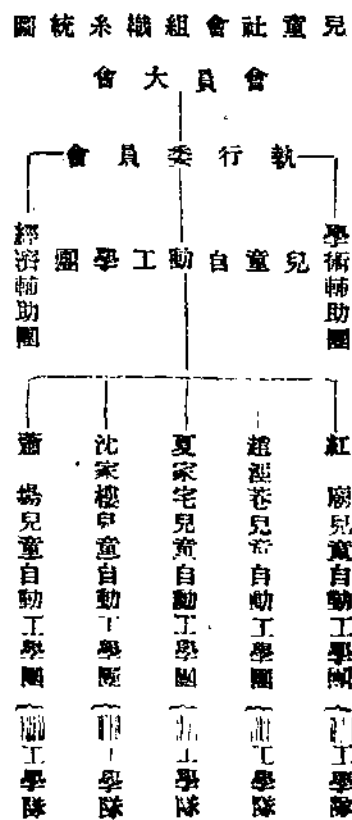 兒童社會組織系統圖
會員大會
執行委員會
學術輔助團
兒童自動工學團
經濟輔助團
紅廟兒童自動工學團
工學隊
趙涇巷兒童自動工學團
工學隊
夏家宅兒童自動工學團
工學隊
沈家樓兒童自動工學團
工學隊
蕭場兒童自動工學團
工學隊